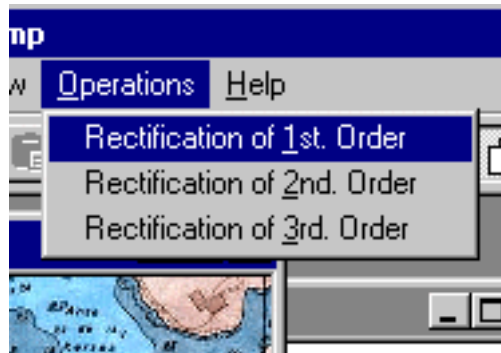 mp
w Operations Help
Rectification of 1st. Order
Rectification of 2nd. Order
Rectification of 3rd. Order